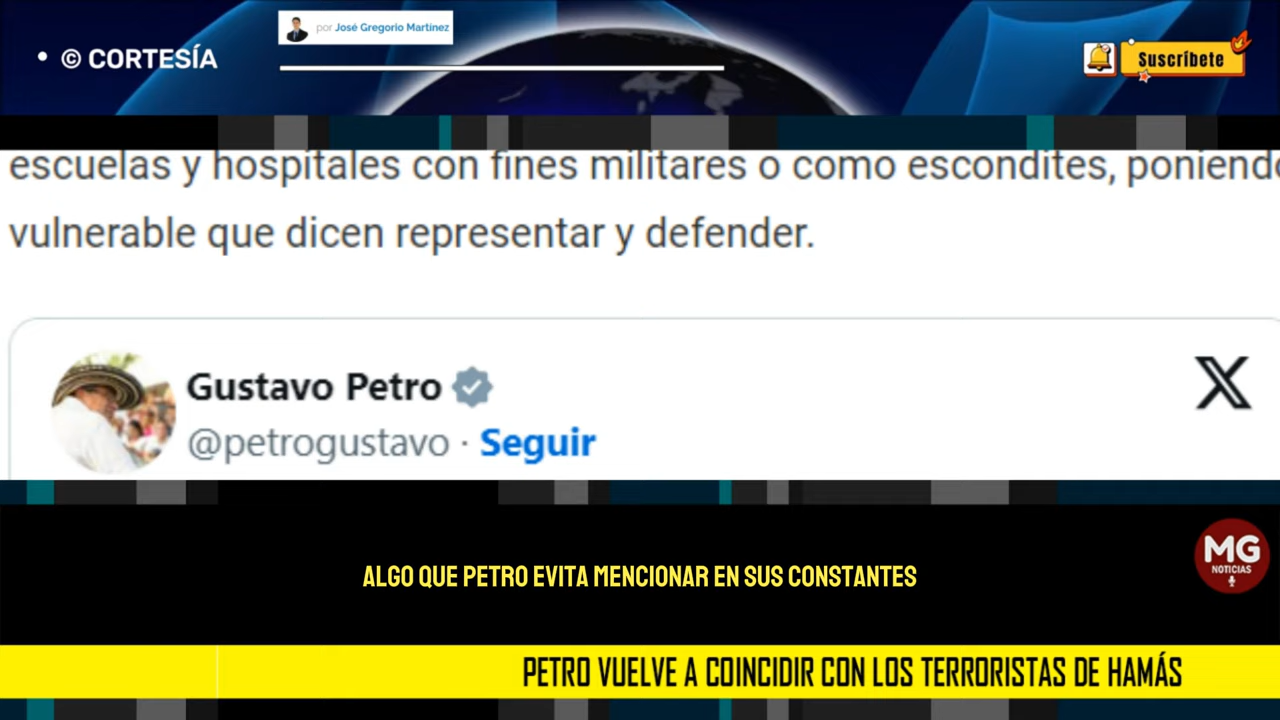 por José Gregorio Martínez
• © CORTESÍA
Suscríbete
escuelas y hospitales con fines militares o como escondites, poniendo
vulnerable que dicen representar y defender.
Gustavo Petro
X
@petrogustavo · Seguir
MG
NOTICIAS
ALGO QUE PETRO EVITA MENCIONAR EN SUS CONSTANTES
PETRO VUELVE A COINCIDIR CON LOS TERRORISTAS DE HAMÁS